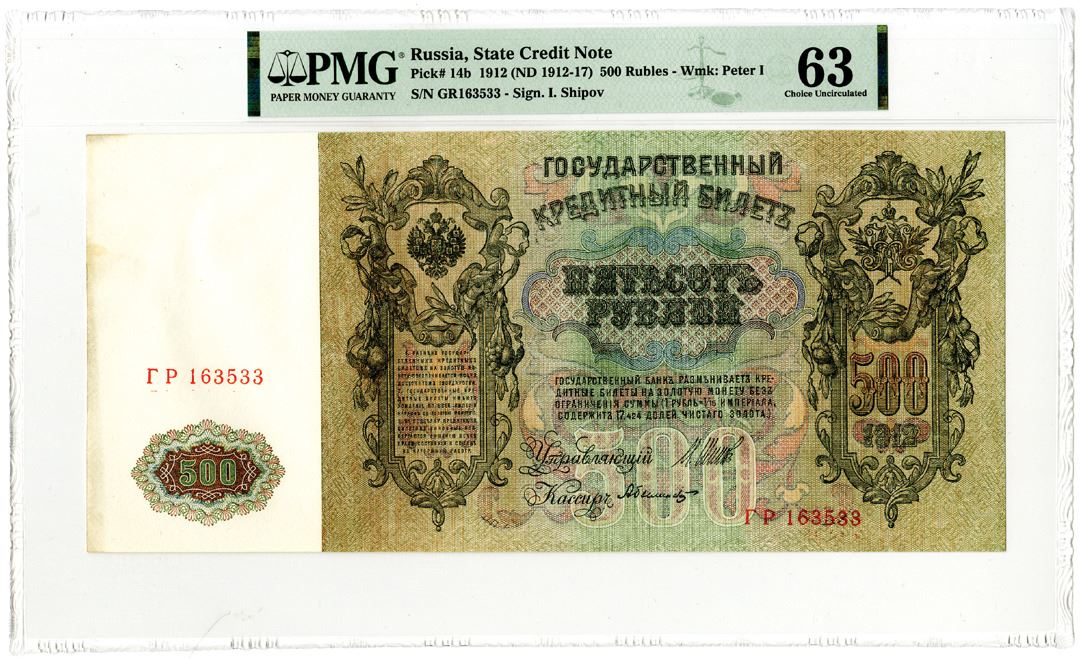 PMG®
PAPER MONEY GUARANTY
Russia, State Credit Note
Pick# 14b 1912 (ND 1912-17) 500 Rubles - Wmk: Peter I
S/N GR163533 - Sign. I. Shipov
63
Choice Uncirculated
ГОСУДАРСТВЕННЫЙ
КРЕДИТНЫЙ БИЛЕТЪ
ПЯТЬСОТЪ
РУБЛЕЙ
ГР 163533
500
ГОСУДАРСТВЕННЫЙ БАНКЪ РАЗМѢНИВАЕТЪ КРЕ-
ДИТНЫЕ БИЛЕТЫ НА ЗОЛОТУЮ МОНЕТУ БЕЗЪ
ОГРАНИЧЕНІЯ СУММЫ (1 РУБЛЬ=1/15 ИМПЕРІАЛА,
СОДЕРЖИТЪ 17,424 ДОЛЕЙ ЧИСТАГО ЗОЛОТА).
500
1912
Управляющій
Кассиръ
500
ГР 163533